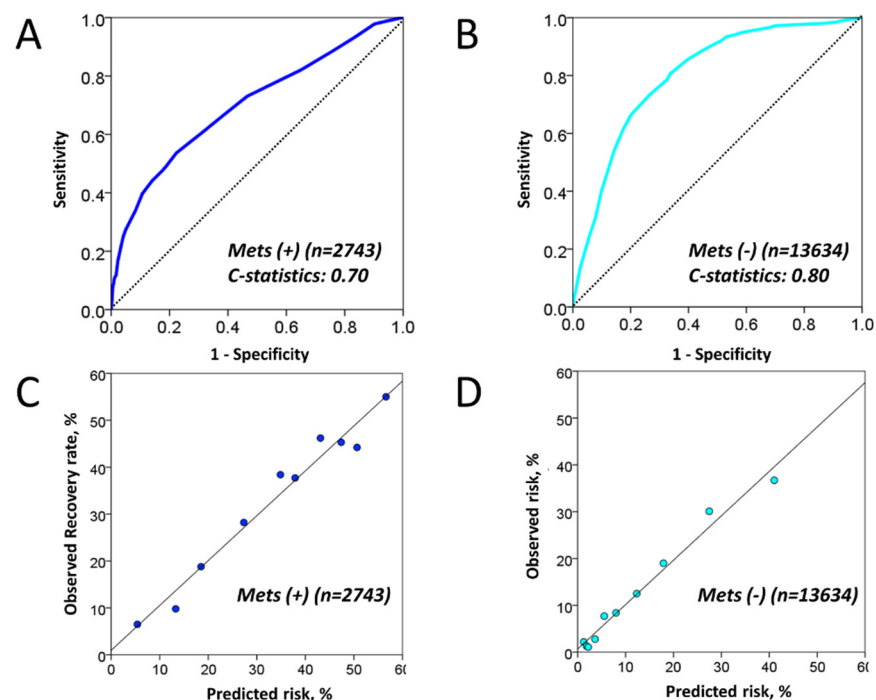 A
1.0
0.8
0.6
0.4
0.2
0.0
Sensitivity
Mets (+) (n=2743)
C-statistics: 0.70
0.0 0.2 0.4 0.6 0.8 1.0
1 - Specificity
B
1.0
0.8
0.6
0.4
0.2
0.0
Sensitivity
Mets (-) (n=13634)
C-statistics: 0.80
0.0 0.2 0.4 0.6 0.8 1.0
1 - Specificity
C
60
50
40
30
20
10
0
Observed Recovery rate, %
Mets (+) (n=2743)
0 10 20 30 40 50 60
Predicted risk, %
D
60
50
40
30
20
10
0
Observed risk, %
Mets (-) (n=13634)
0 10 20 30 40 50 60
Predicted risk, %